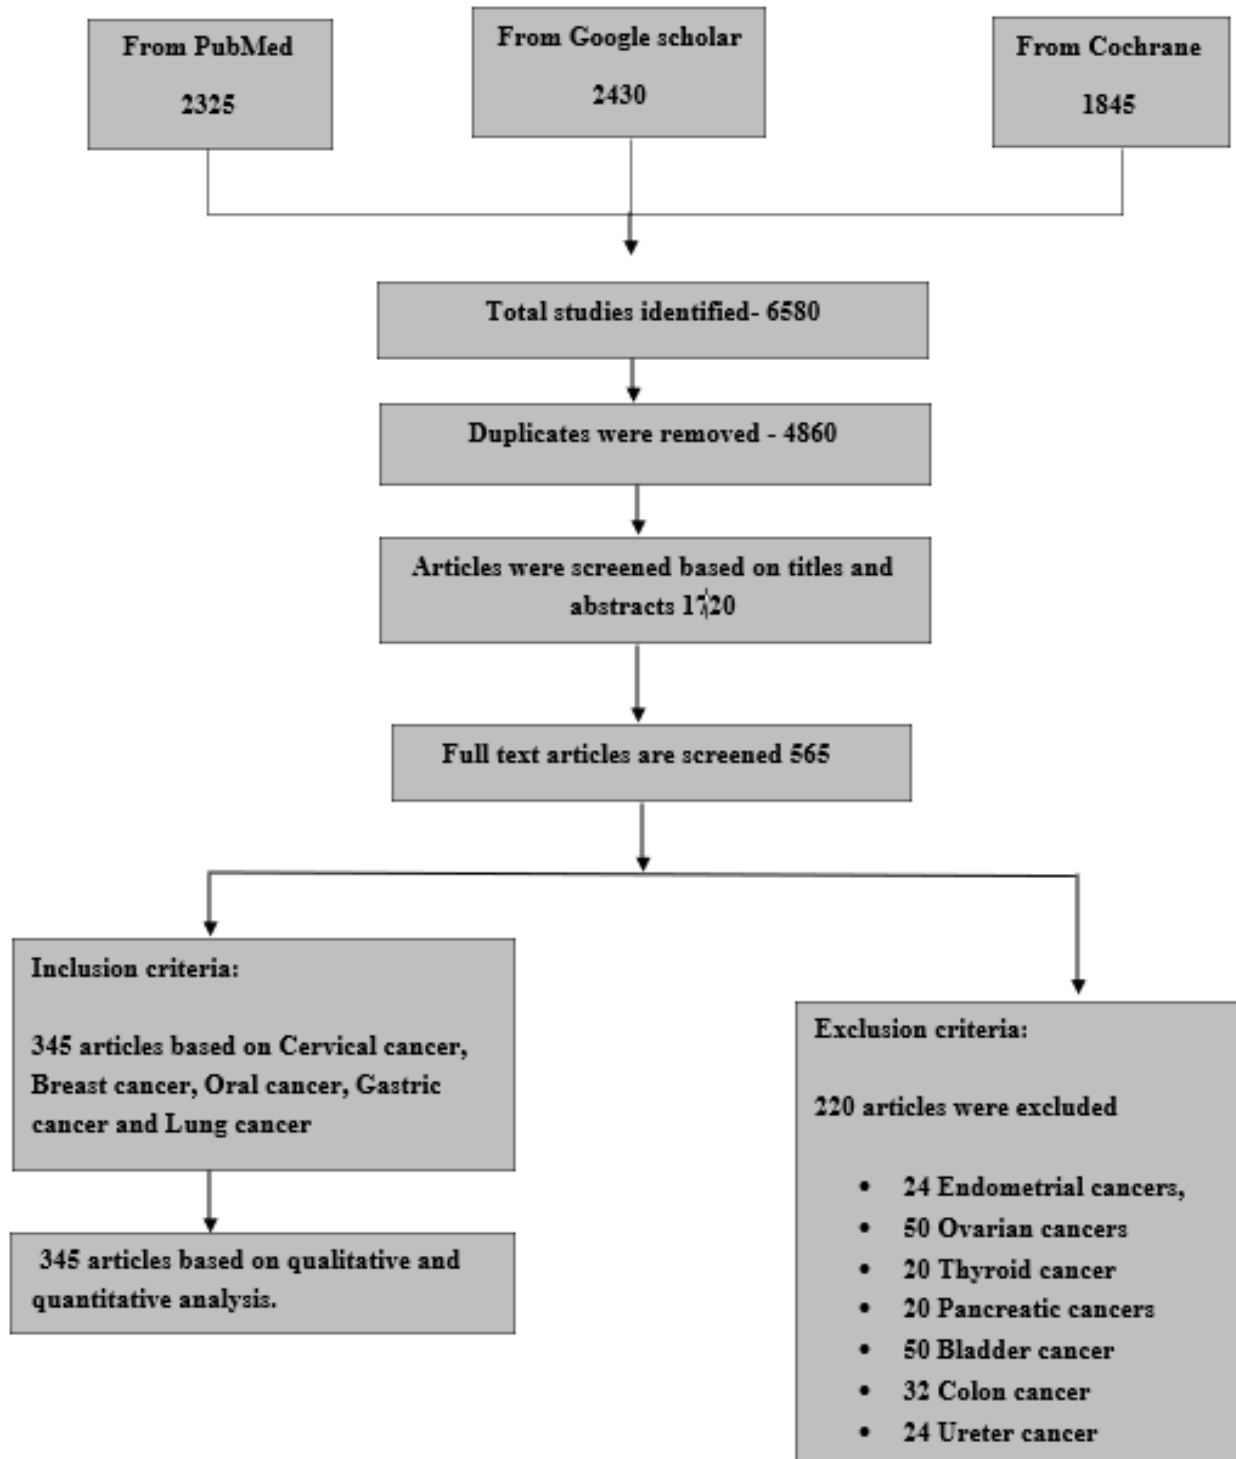 From PubMed
2325
From Google scholar
2430
From Cochrane
1845
Total studies identified- 6580
Duplicates were removed - 4860
Articles were screened based on titles and
abstracts 1720
Full text articles are screened 565
Inclusion criteria:
345 articles based on Cervical cancer,
Breast cancer, Oral cancer, Gastric
cancer and Lung cancer
345 articles based on qualitative and
quantitative analysis.
Exclusion criteria:
220 articles were excluded
• 24 Endometrial cancers,
• 50 Ovarian cancers
• 20 Thyroid cancer
• 20 Pancreatic cancers
• 50 Bladder cancer
• 32 Colon cancer
• 24 Ureter cancer